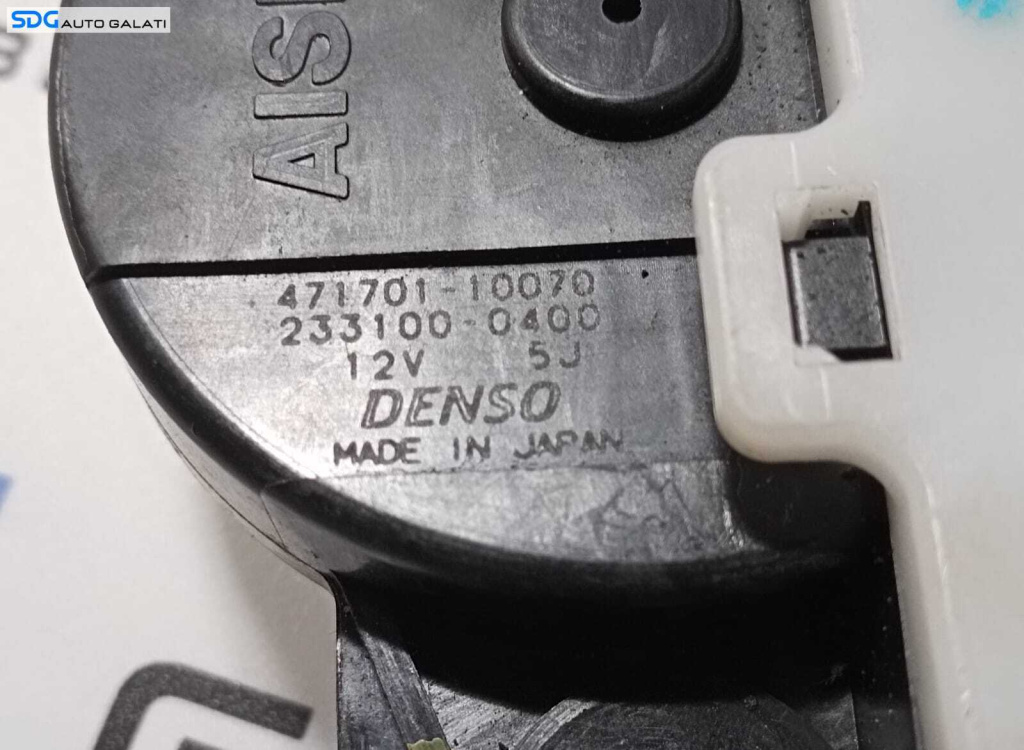 SDG AUTO GALATI
AIS
471701-10070
233100-0400
12V 5J
DENSO
MADE IN JAPAN